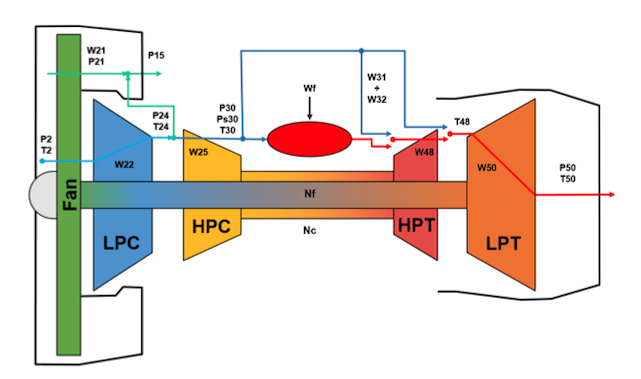 W21
P21
P15
P2
T2
P24
T24
P30
Ps30
T30
Wf
W31
+
W32
T48
W22
W25
W48
W50
P50
T50
Fan
Nf
LPC
HPC
Nc
HPT
LPT